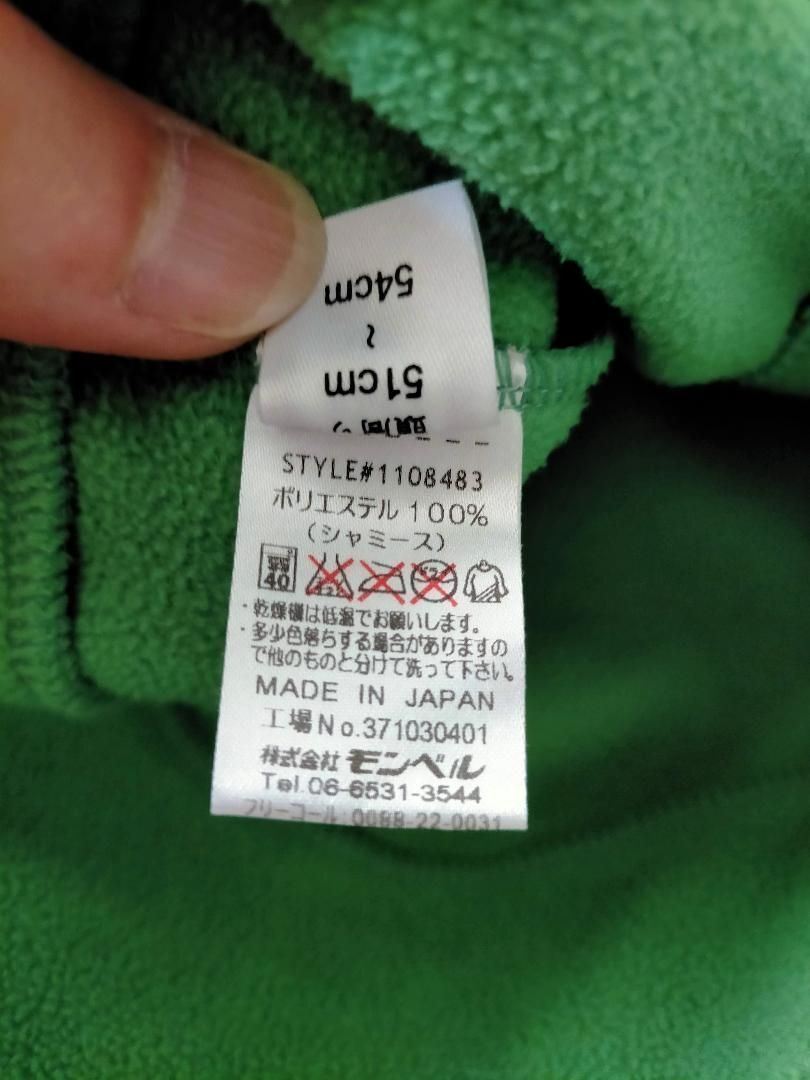 頭周り
51cm
~
54cm
STYLE#1108483
ポリエステル 100%
(シャミース)
40
・乾燥機は低温でお願いします。
・多少色落ちする場合がありますの
で他のものと分けて洗って下さい。
MADE IN JAPAN
工場No.371030401
株式会社 モンベル
Tel.06-6531-3544
フリーコール:0088-22-0031